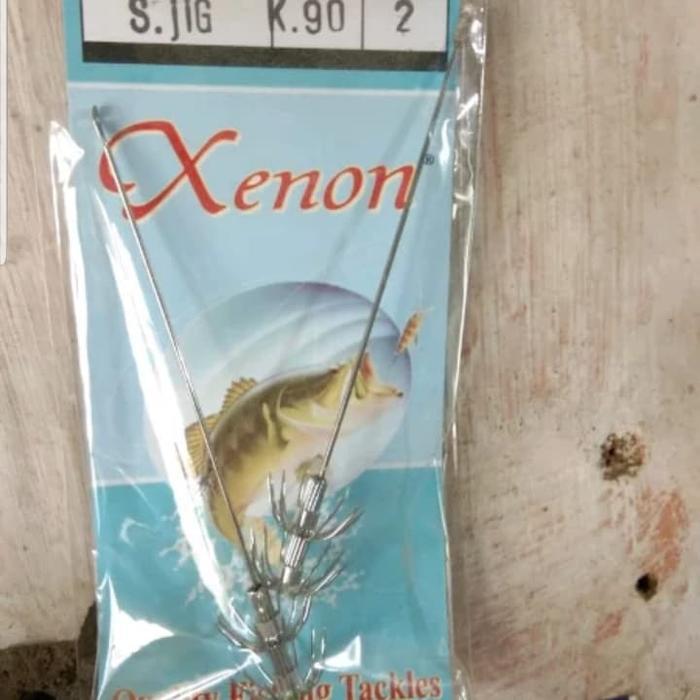 S.JIG K.90 2
Xenon®
Quality Fishing Tackles